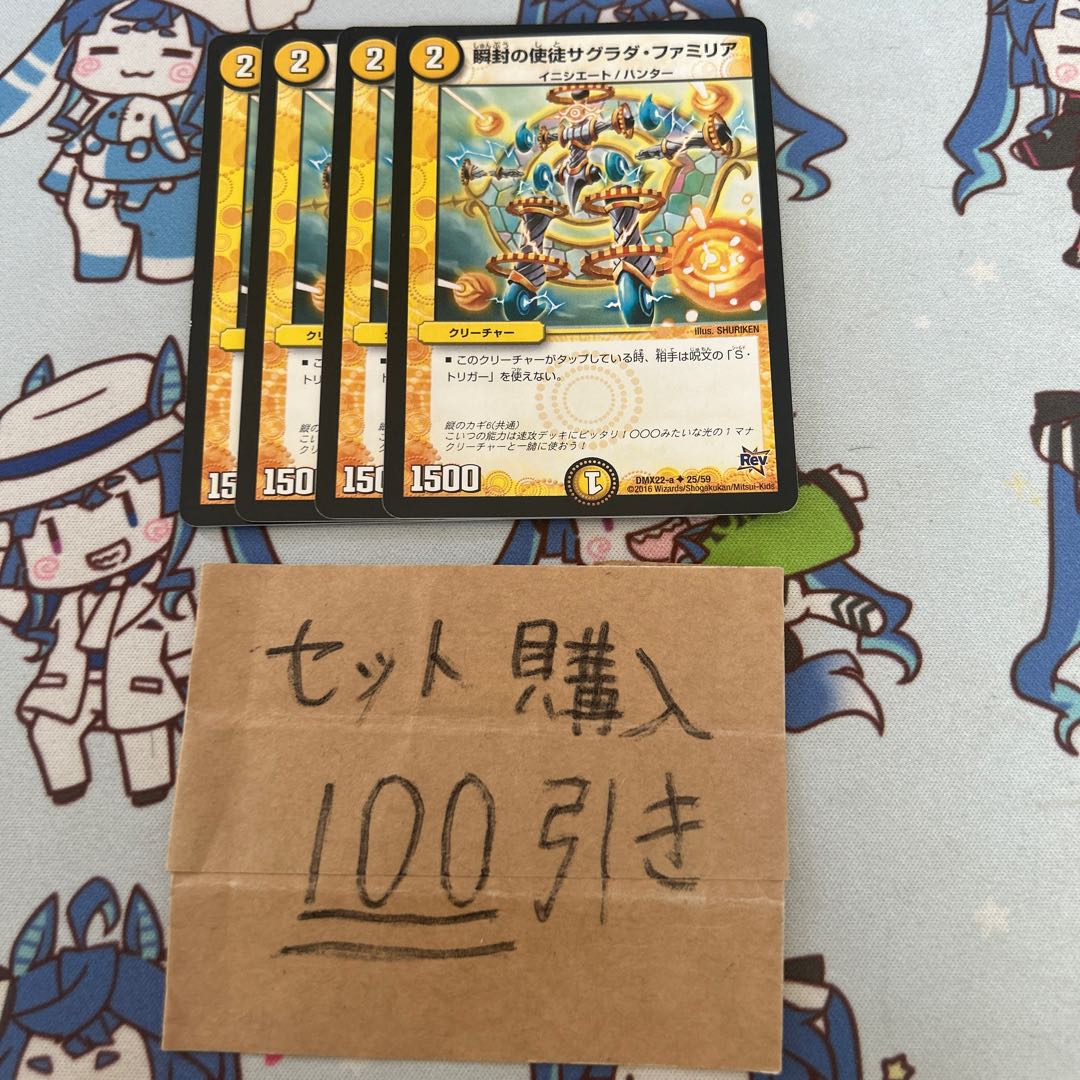 2
2
2
2
瞬封の使徒サグラダ・ファミリア
イニシエート/ハンター
クリーチャー
illus. SHURIKEN
■ このクリーチャーがタップしている時、相手は呪文の「S・
トリガー」を使えない。
縦のカギ6(共通)
こいつの能力は速攻デッキにピッタリ!〇〇〇みたいな光の1マナ
クリーチャーと一緒に使おう!
Rev
15
150
150
1500
1
DMX22-a ◆ 25/59
©2016 Wizards/Shogakukan/Mitsui-Kids
セット購入
100引き